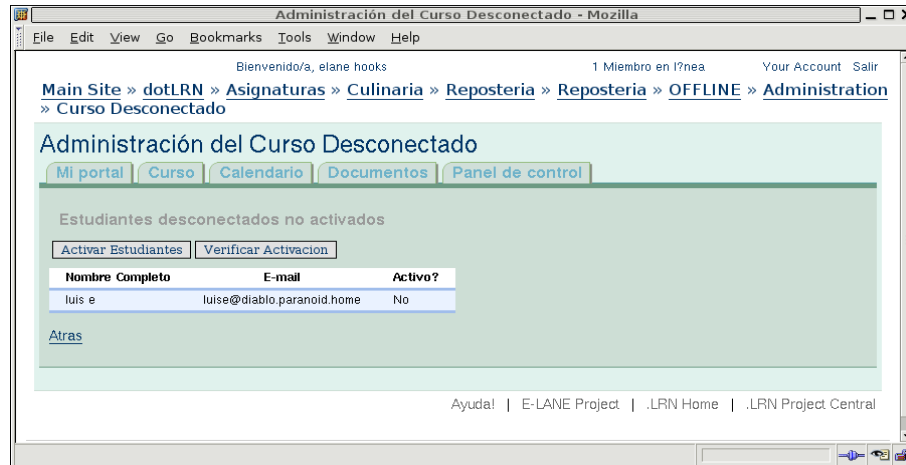 Administración del Curso Desconectado - Mozilla
File Edit View Go Bookmarks Tools Window Help
Bienvenido/a, elane hooks 1 Miembro en l?nea Your Account Salir
Main Site » dotLRN » Asignaturas » Culinaria » Reposteria » Reposteria » OFFLINE » Administration
» Curso Desconectado
Administración del Curso Desconectado
Mi portal Curso Calendario Documentos Panel de control
Estudiantes desconectados no activados
Activar Estudiantes Verificar Activacion
Nombre Completo E-mail Activo?
luis e luise@diablo.paranoid.home No
Atras
Ayuda! | E-LANE Project | .LRN Home | .LRN Project Central